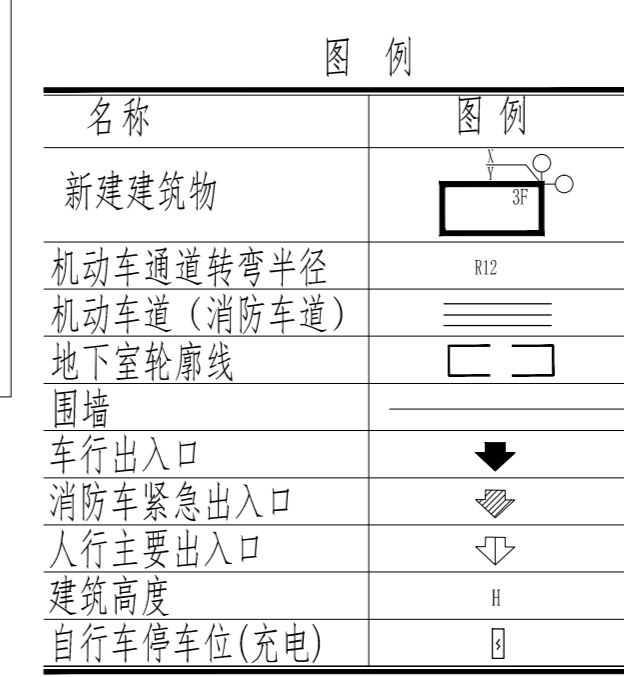 图 例
名称 图 例
新建建筑物 X Y 3F
机动车通道转弯半径 R12
机动车道（消防车道）
地下室轮廓线
围墙
车行出入口
消防车紧急出入口
人行主要出入口
建筑高度 H
自行车停车位(充电)